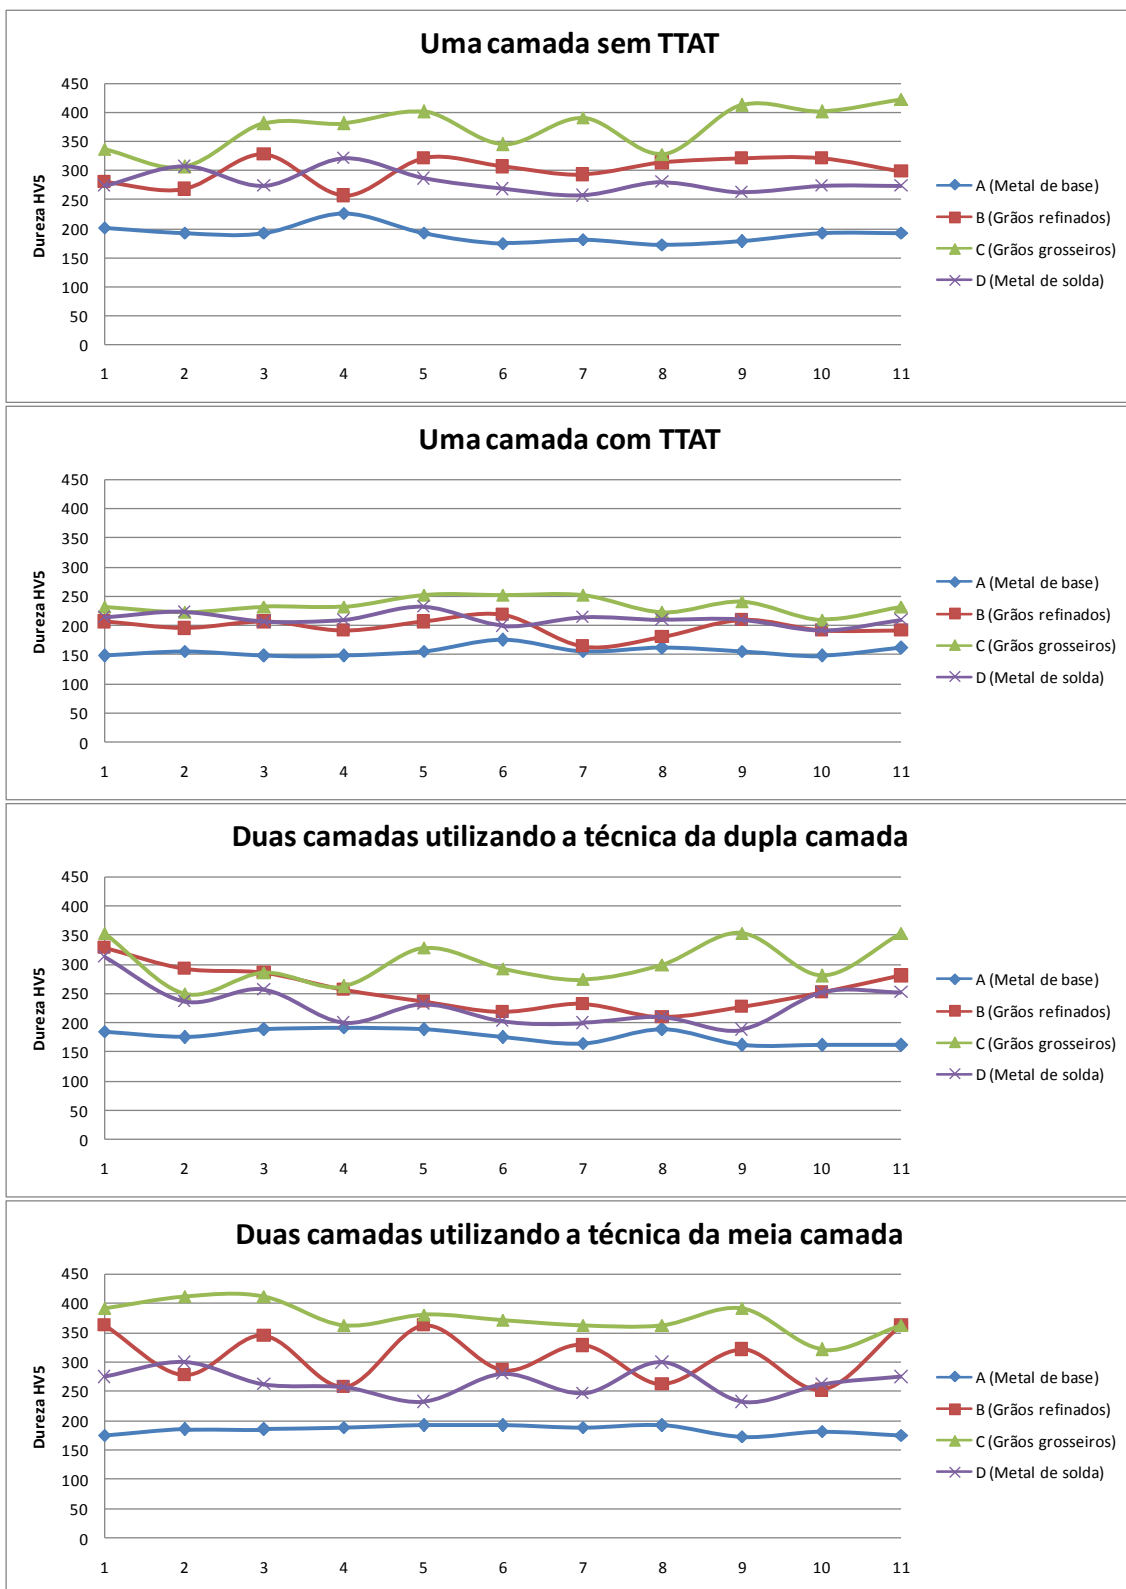 Uma camada sem TTAT
450
400
350
300
250
200
150
100
50
0
Dureza HV5
1 2 3 4 5 6 7 8 9 10 11
A (Metal de base)
B (Grãos refinados)
C (Grãos grosseiros)
D (Metal de solda)
Uma camada com TTAT
450
400
350
300
250
200
150
100
50
0
Dureza HV5
1 2 3 4 5 6 7 8 9 10 11
A (Metal de base)
B (Grãos refinados)
C (Grãos grosseiros)
D (Metal de solda)
Duas camadas utilizando a técnica da dupla camada
450
400
350
300
250
200
150
100
50
0
Dureza HV5
1 2 3 4 5 6 7 8 9 10 11
A (Metal de base)
B (Grãos refinados)
C (Grãos grosseiros)
D (Metal de solda)
Duas camadas utilizando a técnica da meia camada
450
400
350
300
250
200
150
100
50
0
Dureza HV5
1 2 3 4 5 6 7 8 9 10 11
A (Metal de base)
B (Grãos refinados)
C (Grãos grosseiros)
D (Metal de solda)